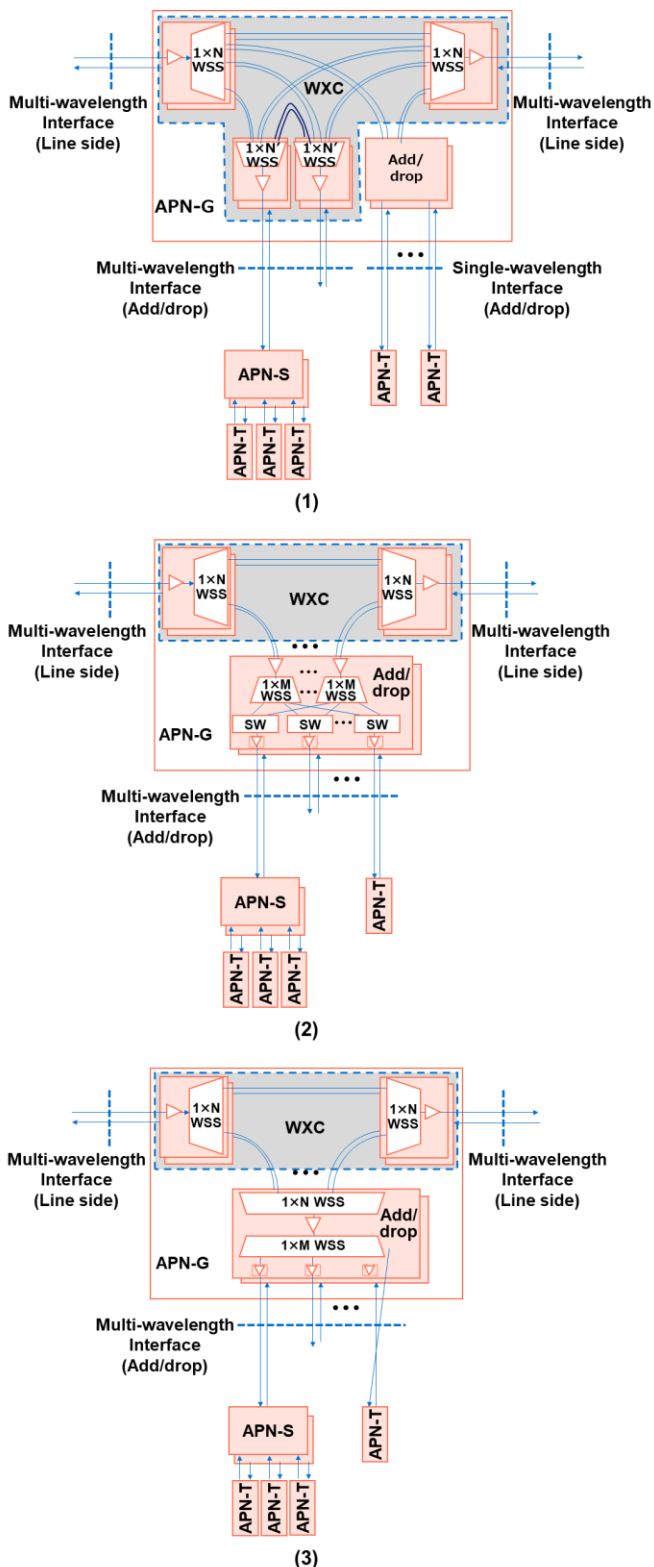 1×N
WSS
1×N
WSS
WXC
Multi-wavelength
Interface
(Line side)
Multi-wavelength
Interface
(Line side)
1×N’
WSS
1×N’
WSS
Add/
drop
APN-G
Multi-wavelength
Interface
(Add/drop)
•••
Single-wavelength
Interface
(Add/drop)
APN-S
APN-T
APN-T
APN-T
APN-T
APN-T
(1)
1×N
WSS
1×N
WSS
WXC
Multi-wavelength
Interface
(Line side)
Multi-wavelength
Interface
(Line side)
•••
•••
Add/
drop
1×M
WSS
•••
1×M
WSS
SW
SW
•••
SW
APN-G
•••
Multi-wavelength
Interface
(Add/drop)
APN-S
APN-T
APN-T
APN-T
APN-T
(2)
1×N
WSS
1×N
WSS
WXC
Multi-wavelength
Interface
(Line side)
Multi-wavelength
Interface
(Line side)
•••
1×N WSS
Add/
drop
1×M WSS
APN-G
•••
Multi-wavelength
Interface
(Add/drop)
APN-S
APN-T
APN-T
APN-T
APN-T
(3)